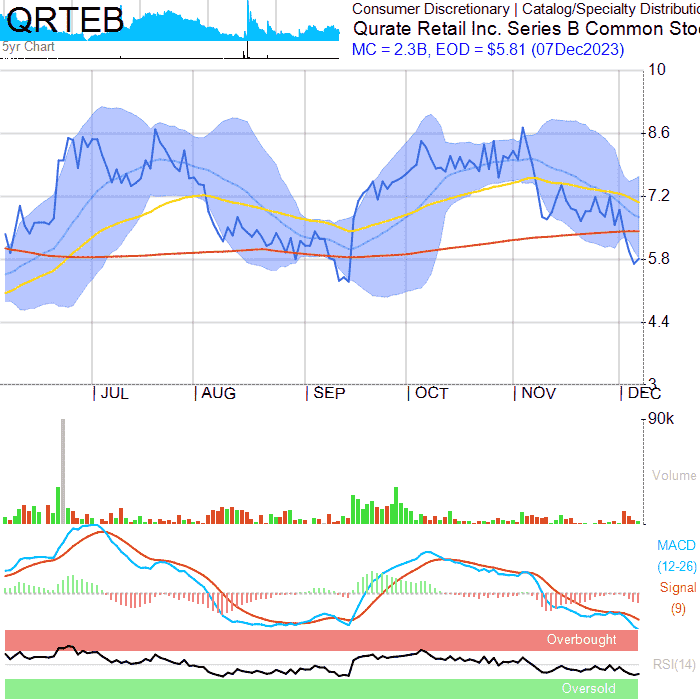 QRTEB
5yr Chart
Consumer Discretionary | Catalog/Specialty Distributio
Qurate Retail Inc. Series B Common Sto
MC = 2.3B, EOD = $5.81 (07Dec2023)
10
8.6
7.2
5.8
4.4
3
JUL AUG SEP OCT NOV DEC
90k
Volume
MACD
(12-26)
Signal
(9)
Overbought
RSI(14)
Oversold